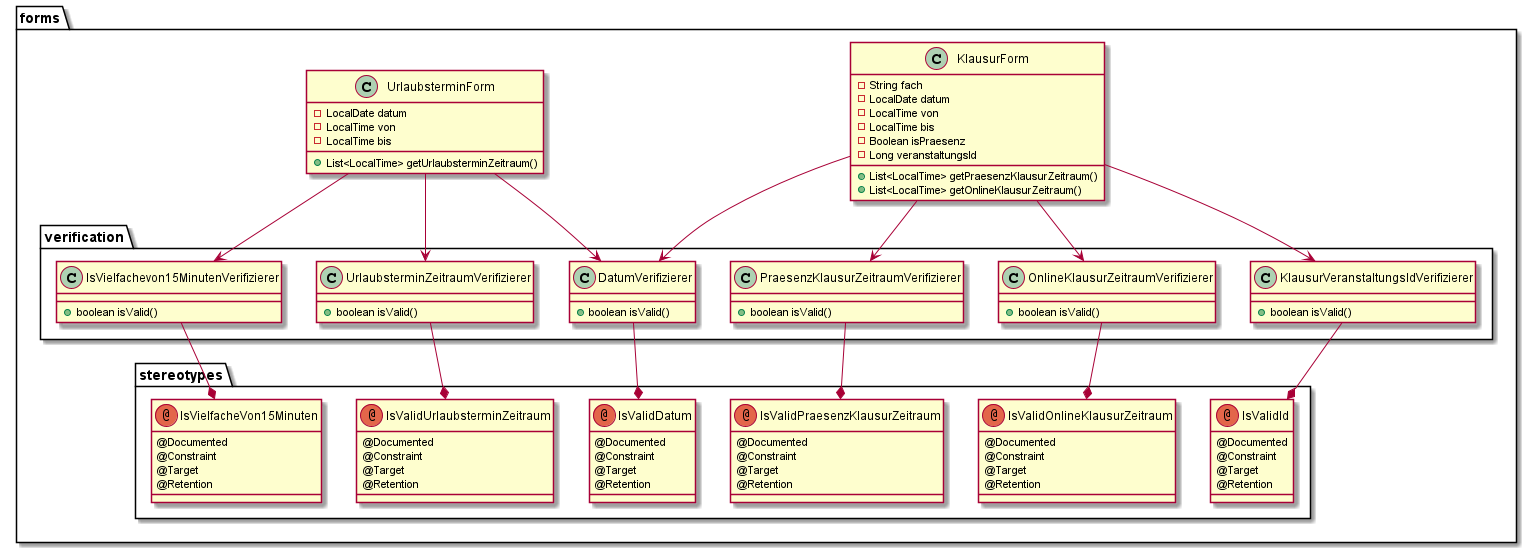 forms
UrlaubsterminForm
LocalDate datum
LocalTime von
LocalTime bis
List<LocalTime> getUrlaubsterminZeitraum()
KlausurForm
String fach
LocalDate datum
LocalTime von
LocalTime bis
Boolean isPraesenz
Long veranstaltungsId
List<LocalTime> getPraesenzKlausurZeitraum()
List<LocalTime> getOnlineKlausurZeitraum()
verification
C IsVielfachevon15MinutenVerifizierer
boolean isValid()
C UrlaubsterminZeitraumVerifizierer
boolean isValid()
C DatumVerifizierer
boolean isValid()
C PraesenzKlausurZeitraumVerifizierer
boolean isValid()
C OnlineKlausurZeitraumVerifizierer
boolean isValid()
C KlausurVeranstaltungsIdVerifizierer
boolean isValid()
stereotypes
@ IsVielfacheVon15Minuten
@Documented
@Constraint
@Target
@Retention
@ IsValidUrlaubsterminZeitraum
@Documented
@Constraint
@Target
@Retention
@ IsValidDatum
@Documented
@Constraint
@Target
@Retention
@ IsValidPraesenzKlausurZeitraum
@Documented
@Constraint
@Target
@Retention
@ IsValidOnlineKlausurZeitraum
@Documented
@Constraint
@Target
@Retention
@ IsValidId
@Documented
@Constraint
@Target
@Retention